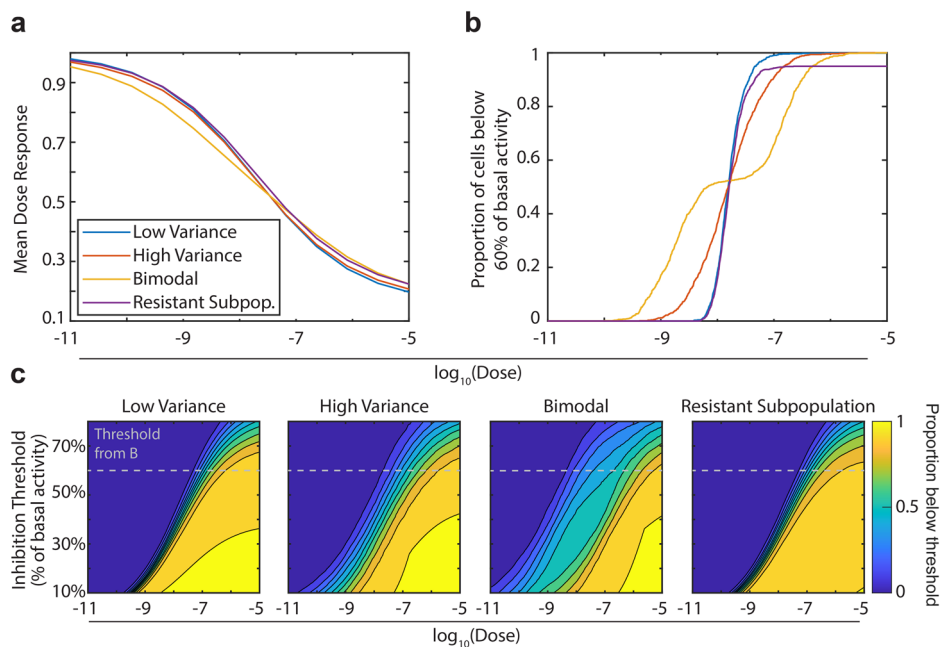 a
Mean Dose Response
0.9
0.7
0.5
0.3
0.1
Low Variance
High Variance
Bimodal
Resistant Subpop.
-11
-9
-7
-5
b
Proportion of cells below
60% of basal activity
1
0.8
0.6
0.4
0.2
0
-11
-9
-8
-7
-5
log10(Dose)
c
Inhibition Threshold
(% of basal activity)
70%
50%
30%
10%
Low Variance
Threshold
from B
-11
-9
-7
-5
High Variance
-11
-9
-7
-5
Bimodal
-11
-9
-7
-5
Resistant Subpopulation
-11
-9
-7
-5
1
0.5
0
Proportion below threshold
log10(Dose)